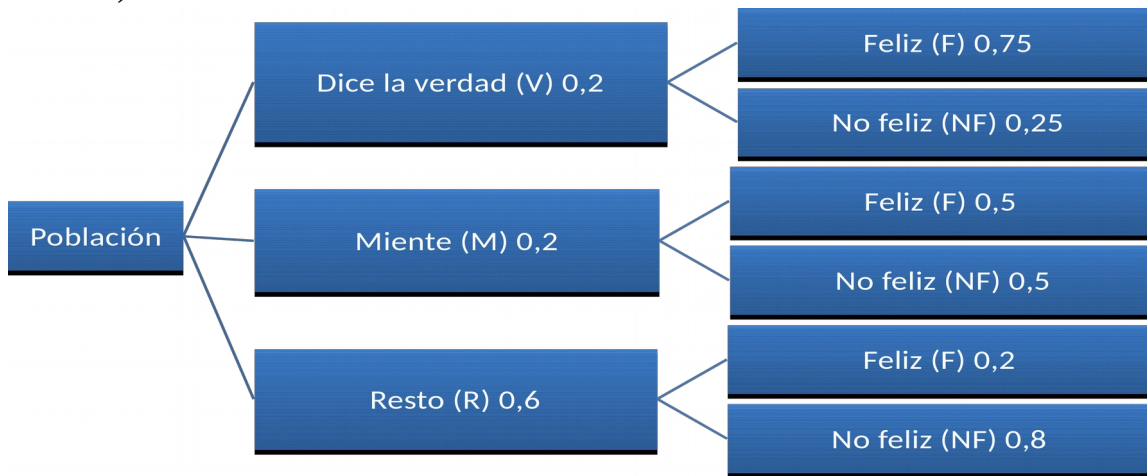 Población
Dice la verdad (V) 0,2
Feliz (F) 0,75
No feliz (NF) 0,25
Miente (M) 0,2
Feliz (F) 0,5
No feliz (NF) 0,5
Resto (R) 0,6
Feliz (F) 0,2
No feliz (NF) 0,8